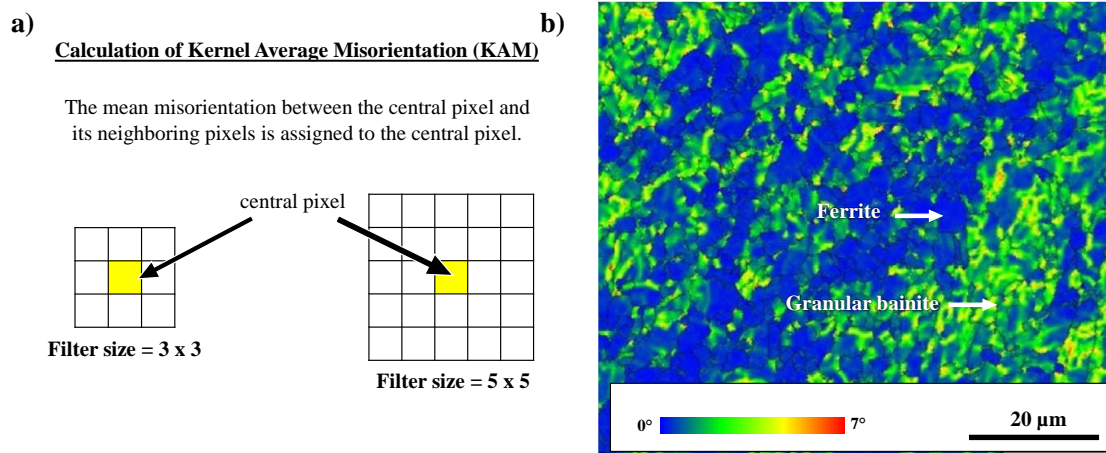 a)
Calculation of Kernel Average Misorientation (KAM)
The mean misorientation between the central pixel and
its neighboring pixels is assigned to the central pixel.
central pixel
Filter size = 3 x 3
Filter size = 5 x 5
b)
Ferrite
Granular bainite
0°
7°
20 µm